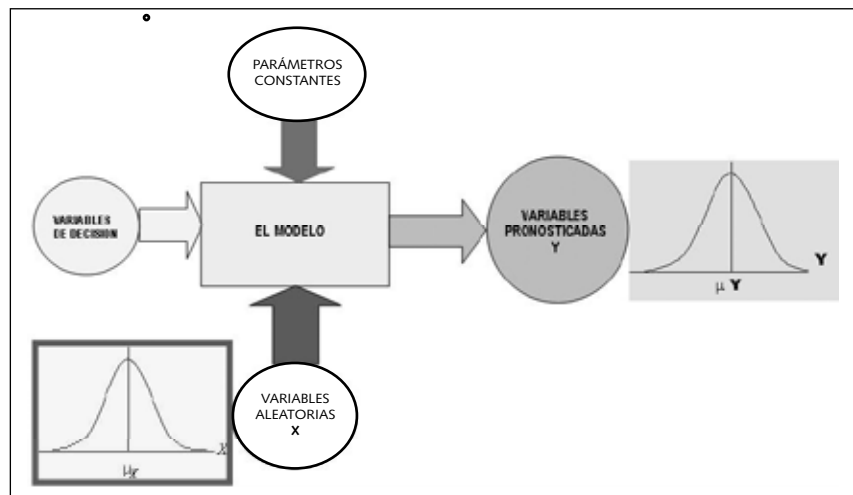 PARÁMETROS
CONSTANTES
VARIABLES
DE DECISION
EL MODELO
VARIABLES
PRONOSTICADAS
Y
Y
μ Y
VARIABLES
ALEATORIAS
X
X
μX